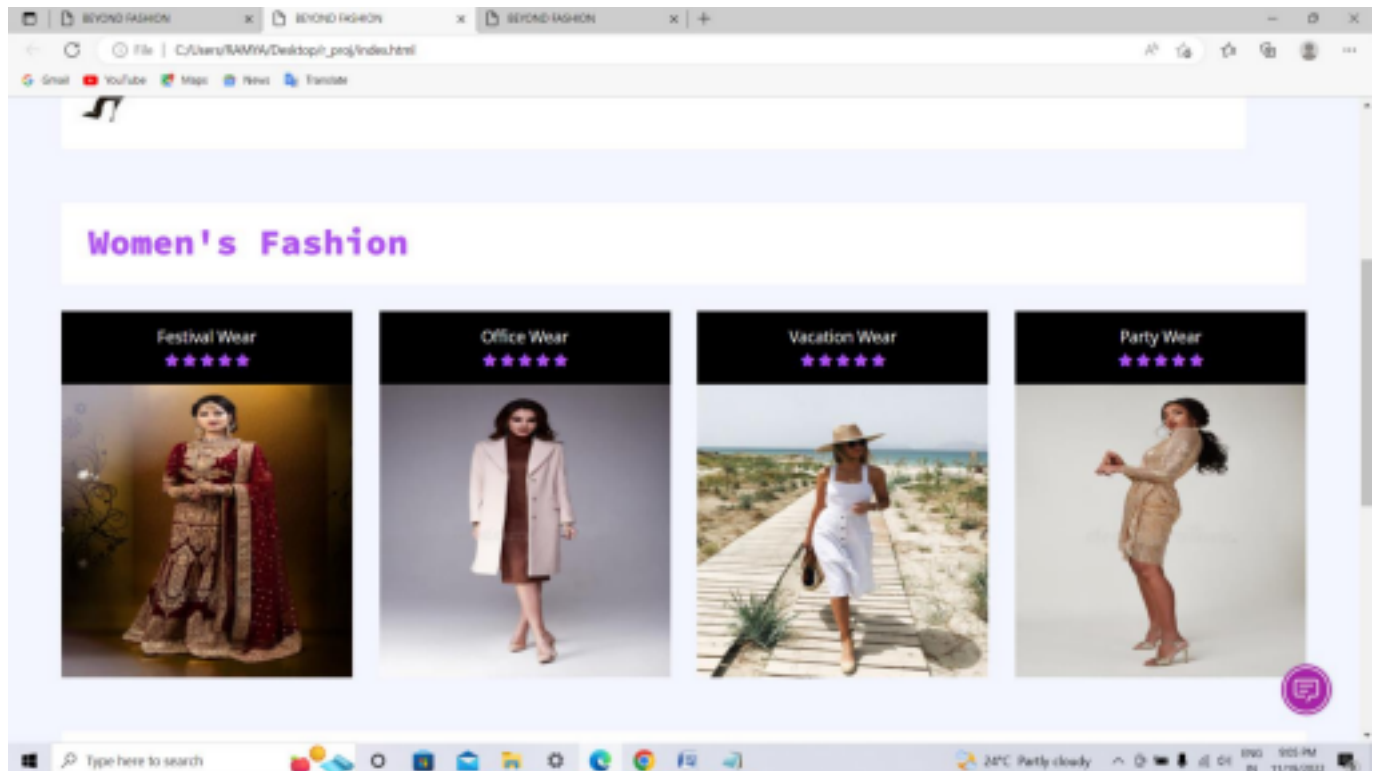 BEYOND FASHION
BEYOND FASHION
BEYOND FASHION
File
C:/Users/RAMYA/Desktop/r_proj/index.html
Gmail
YouTube
Maps
News
Translate
Women's Fashion
Festival Wear
Office Wear
Vacation Wear
Party Wear
Type here to search
24°C Partly cloudy
ENG
9:05 PM
IN